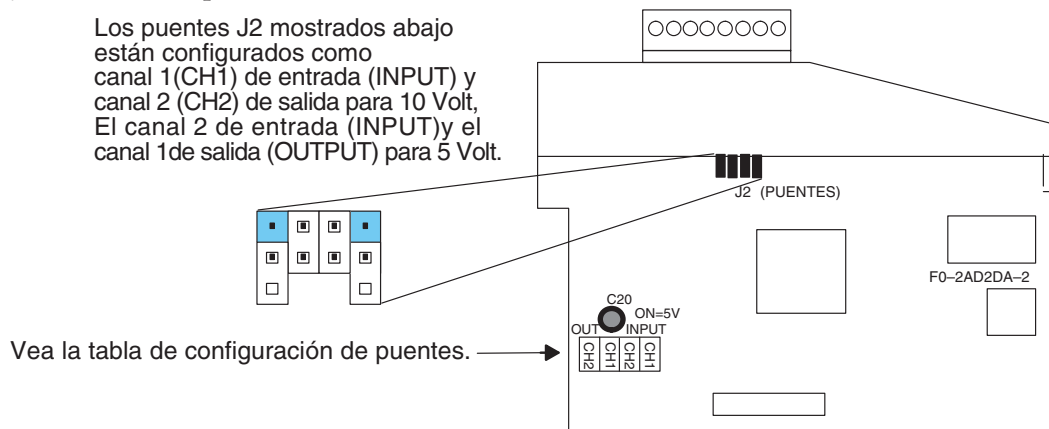 Los puentes J2 mostrados abajo
están configurados como
canal 1(CH1) de entrada (INPUT) y
canal 2 (CH2) de salida para 10 Volt,
El canal 2 de entrada (INPUT)y el
canal 1de salida (OUTPUT) para 5 Volt.
J2 (PUENTES)
F0–2AD2DA–2
C20
ON=5V
OUT INPUT
CH2 CH1 CH2 CH1
Vea la tabla de configuración de puentes.